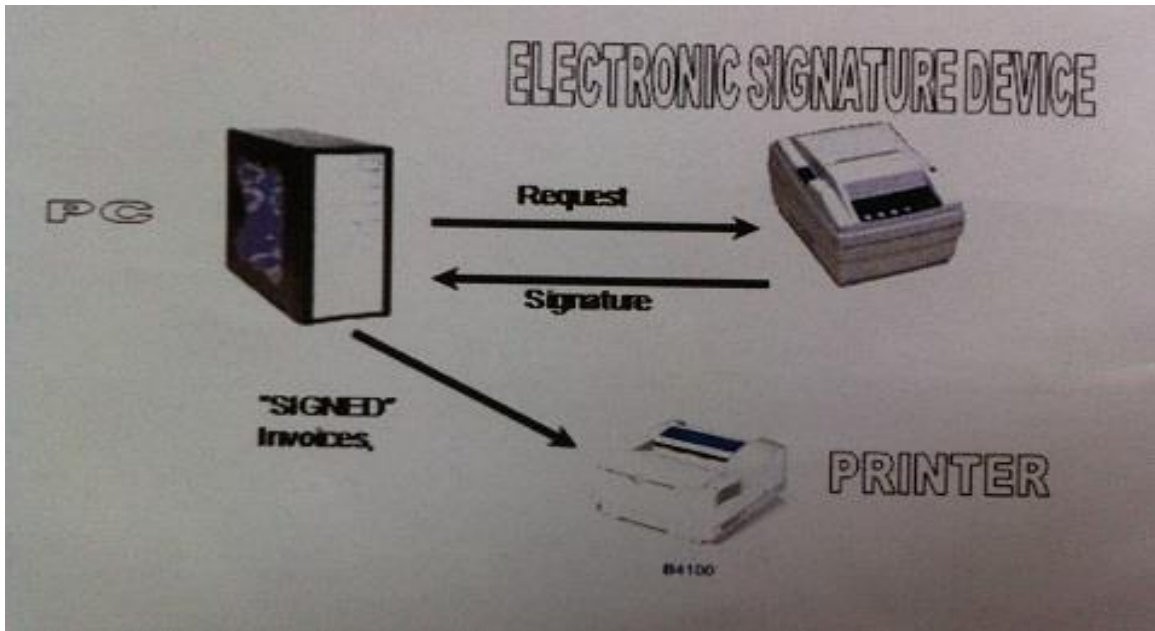 ELECTRONIC SIGNATURE DEVICE
PC
Request
Signature
"SIGNED"
Invoices,
PRINTER
B4100